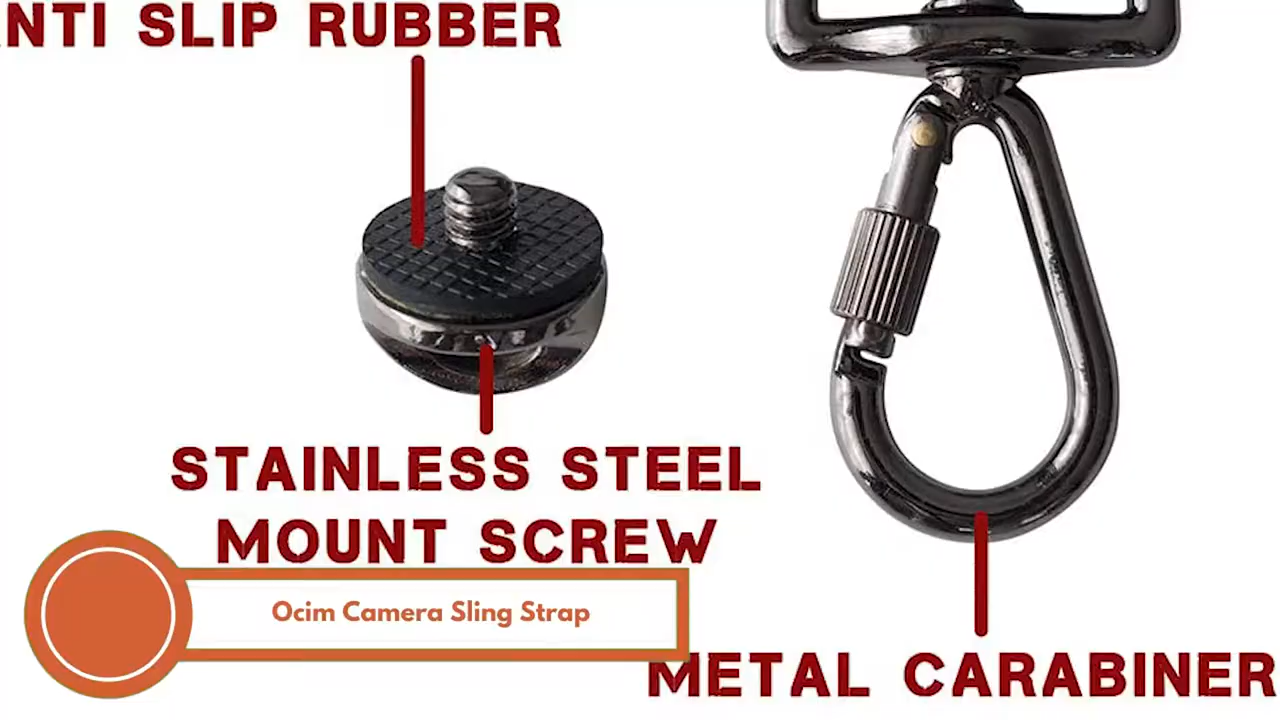 NTI SLIP RUBBER
STAINLESS STEEL
MOUNT SCREW
Ocim Camera Sling Strap
METAL CARABINER